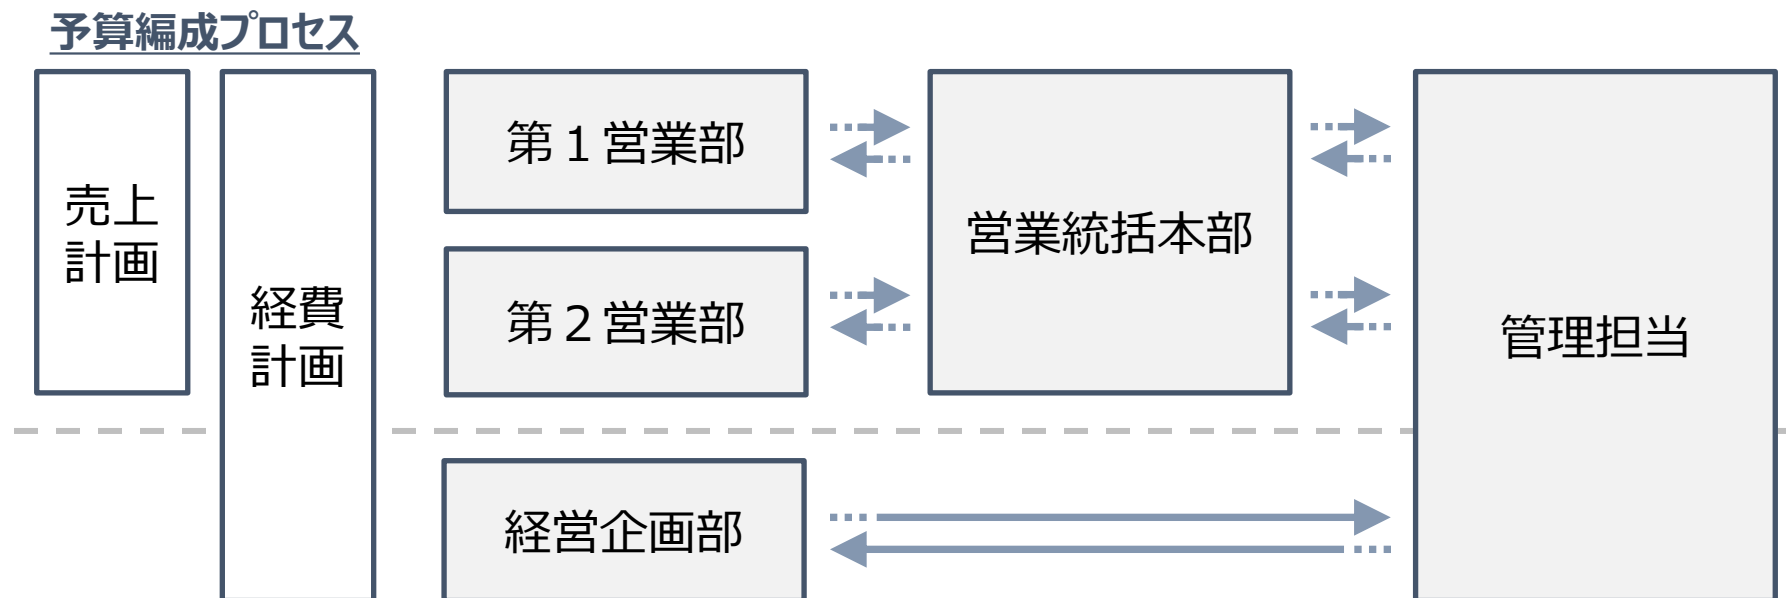 予算編成プロセス
売上
計画
経費
計画
第１営業部
第２営業部
営業統括本部
管理担当
経営企画部